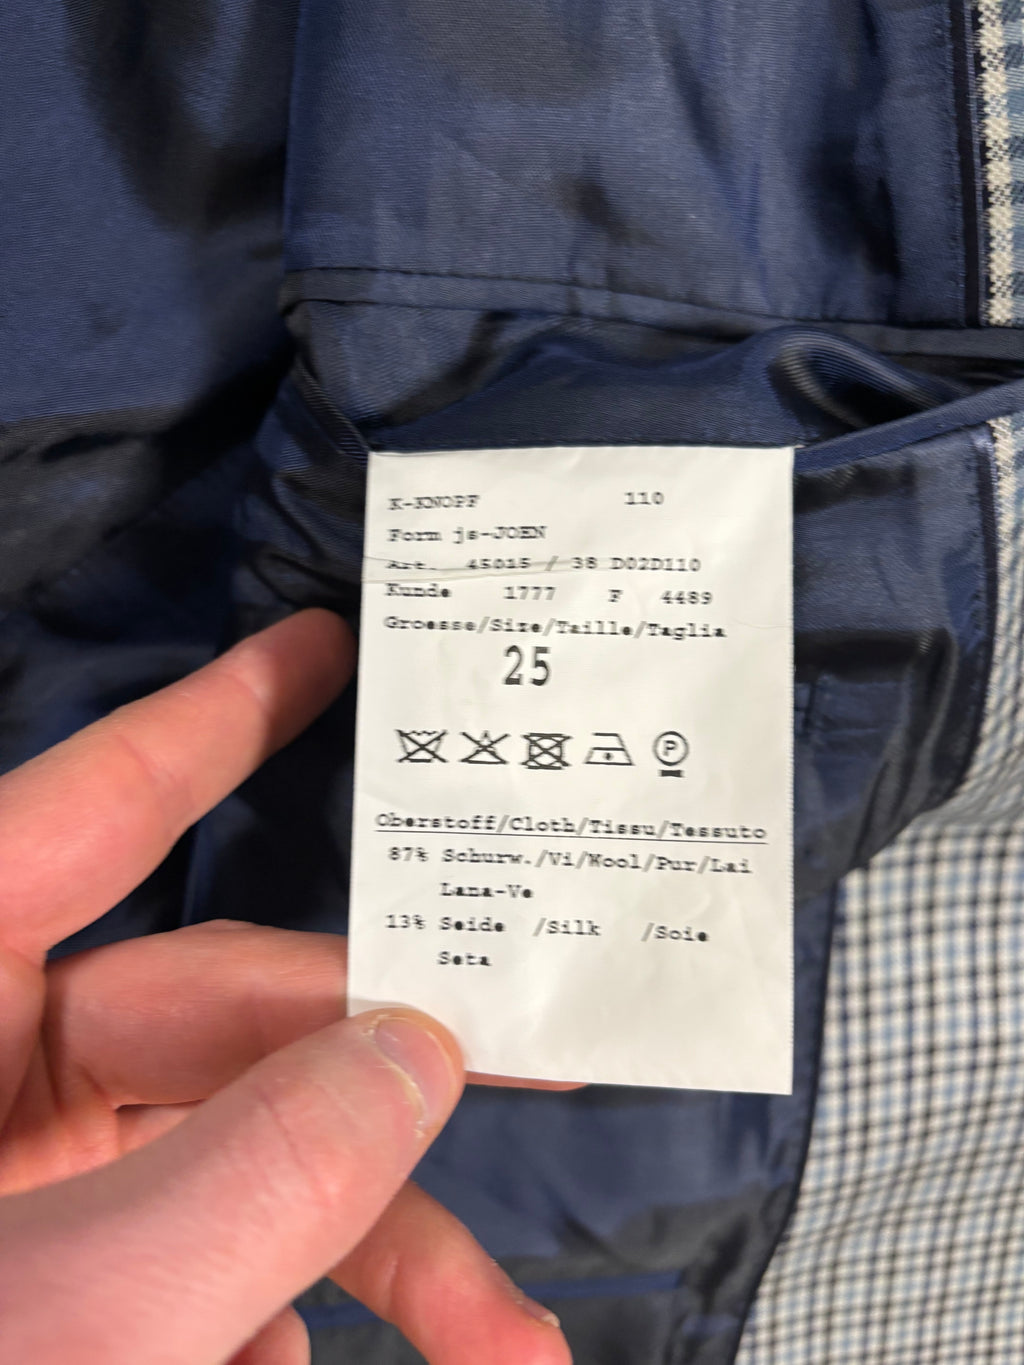 K-KNOPF 110
Form js-JOHN
Art. 45015 / 38 D02D110
Kunde 1777 F 4489
Groesse/Size/Taille/Taglia
25
P
Oberstoff/Cloth/Tissu/Tessuto
87% Schurw./Vi/Wool/Pur/Lai
Lana-Ve
13% Seide /Silk /Soie
Seta